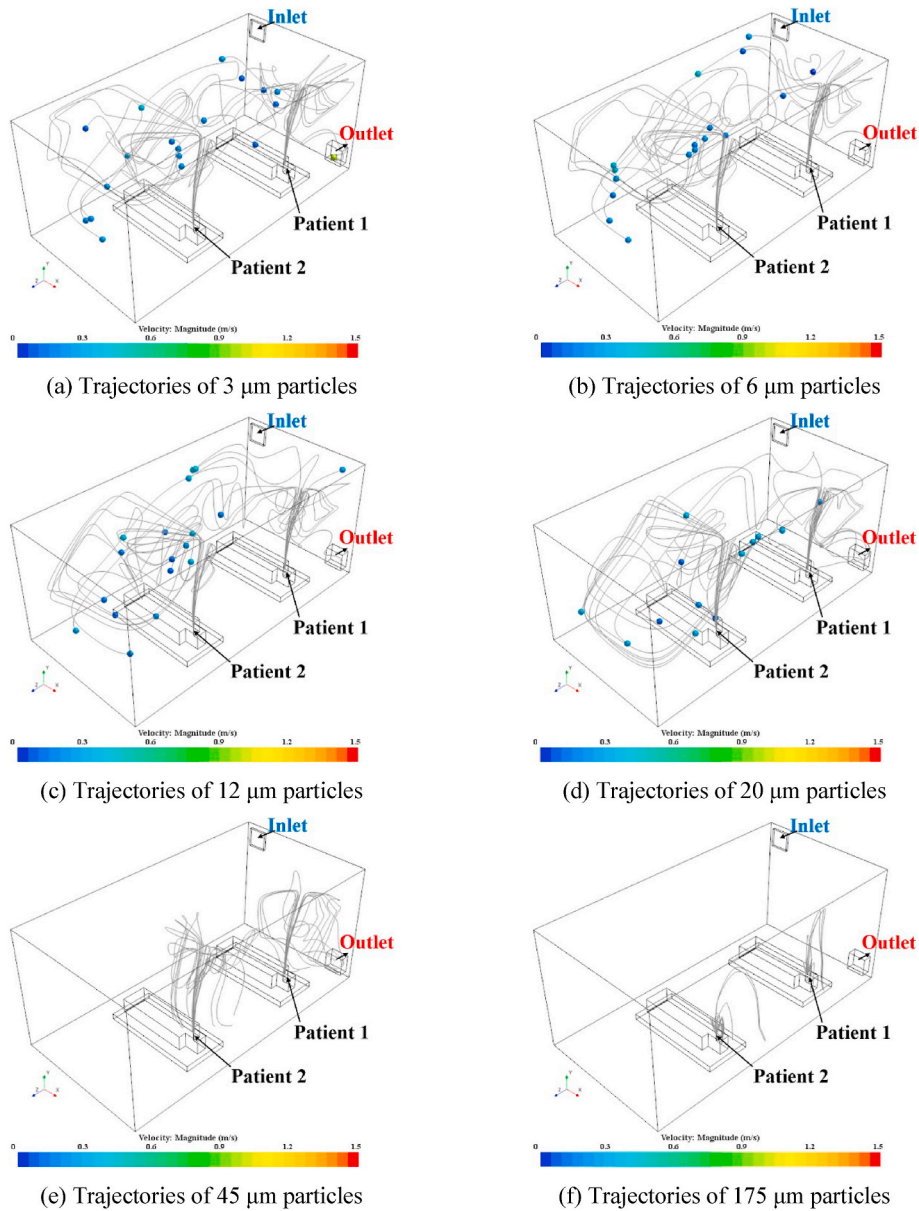 Inlet
Outlet
Patient 1
Patient 2
Y
Z X
Velocity: Magnitude (m/s)
0 0.3 0.6 0.9 1.2 1.5
(a) Trajectories of 3 μm particles
Inlet
Outlet
Patient 1
Patient 2
Y
Z X
Velocity: Magnitude (m/s)
0 0.3 0.6 0.9 1.2 1.5
(b) Trajectories of 6 μm particles
Inlet
Outlet
Patient 1
Patient 2
Y
Z X
Velocity: Magnitude (m/s)
0 0.3 0.6 0.9 1.2 1.5
(c) Trajectories of 12 μm particles
Inlet
Outlet
Patient 1
Patient 2
Y
Z X
Velocity: Magnitude (m/s)
0 0.3 0.6 0.9 1.2 1.5
(d) Trajectories of 20 μm particles
Inlet
Outlet
Patient 1
Patient 2
Y
Z X
Velocity: Magnitude (m/s)
0 0.3 0.6 0.9 1.2 1.5
(e) Trajectories of 45 μm particles
Inlet
Outlet
Patient 1
Patient 2
Y
Z X
Velocity: Magnitude (m/s)
0 0.3 0.6 0.9 1.2 1.5
(f) Trajectories of 175 μm particles